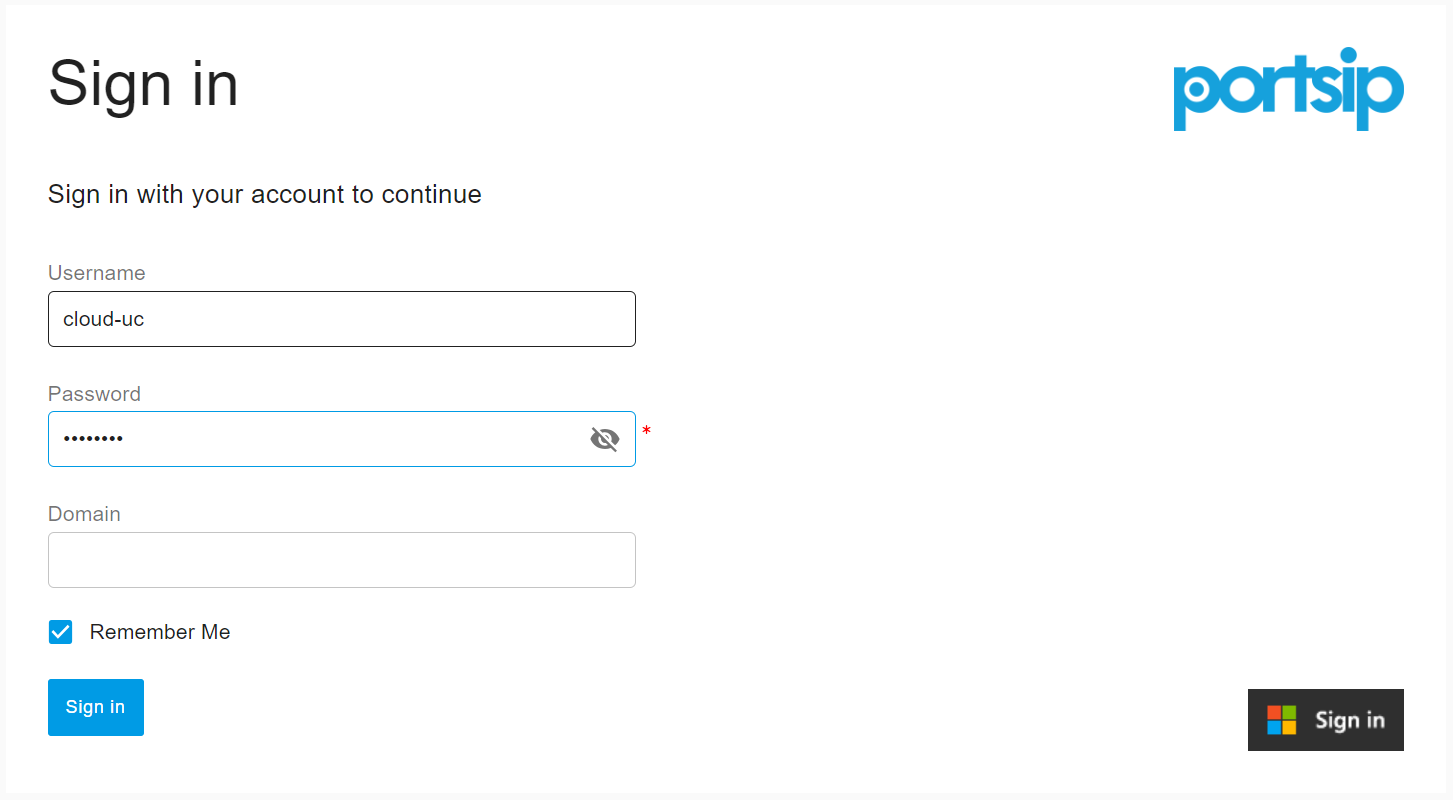 Sign in
portsip
Sign in with your account to continue
Username
cloud-uc
Password
••••••••
*
Domain
Remember Me
Sign in
Sign in